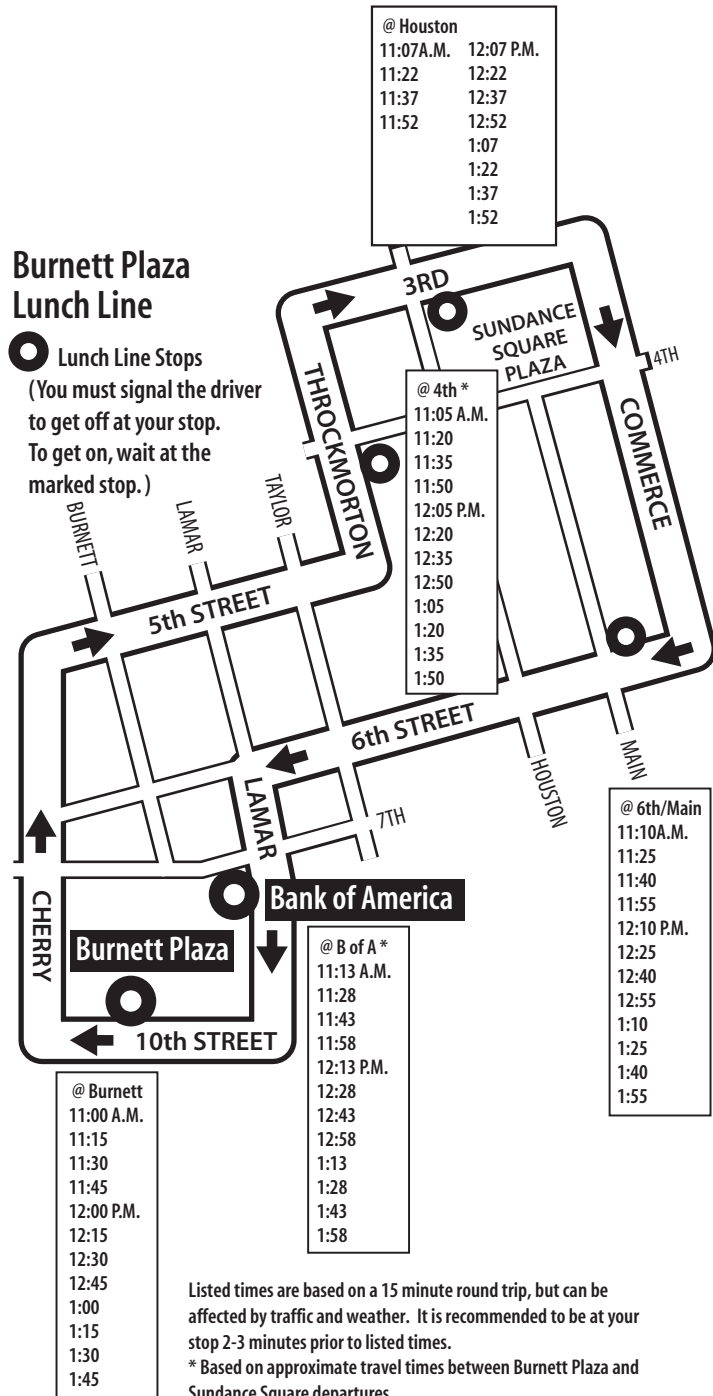 @ Houston
11:07A.M. 12:07 P.M.
11:22 12:22
11:37 12:37
11:52 12:52
1:07
1:22
1:37
1:52
Burnett Plaza
Lunch Line
Lunch Line Stops
(You must signal the driver
to get off at your stop.
To get on, wait at the
marked stop. )
3RD
SUNDANCE
SQUARE
PLAZA
4TH
THROCKMORTON
COMMERCE
@ 4th *
11:05 A.M.
11:20
11:35
11:50
12:05 P.M.
12:20
12:35
12:50
1:05
1:20
1:35
1:50
BURNETT
LAMAR
TAYLOR
5th STREET
6th STREET
HOUSTON
MAIN
LAMAR
7TH
CHERRY
Bank of America
Burnett Plaza
10th STREET
@ 6th/Main
11:10A.M.
11:25
11:40
11:55
12:10 P.M.
12:25
12:40
12:55
1:10
1:25
1:40
1:55
@ B of A *
11:13 A.M.
11:28
11:43
11:58
12:13 P.M.
12:28
12:43
12:58
1:13
1:28
1:43
1:58
@ Burnett
11:00 A.M.
11:15
11:30
11:45
12:00 P.M.
12:15
12:30
12:45
1:00
1:15
1:30
1:45
Listed times are based on a 15 minute round trip, but can be
affected by traffic and weather. It is recommended to be at your
stop 2-3 minutes prior to listed times.
* Based on approximate travel times between Burnett Plaza and
Sundance Square departures